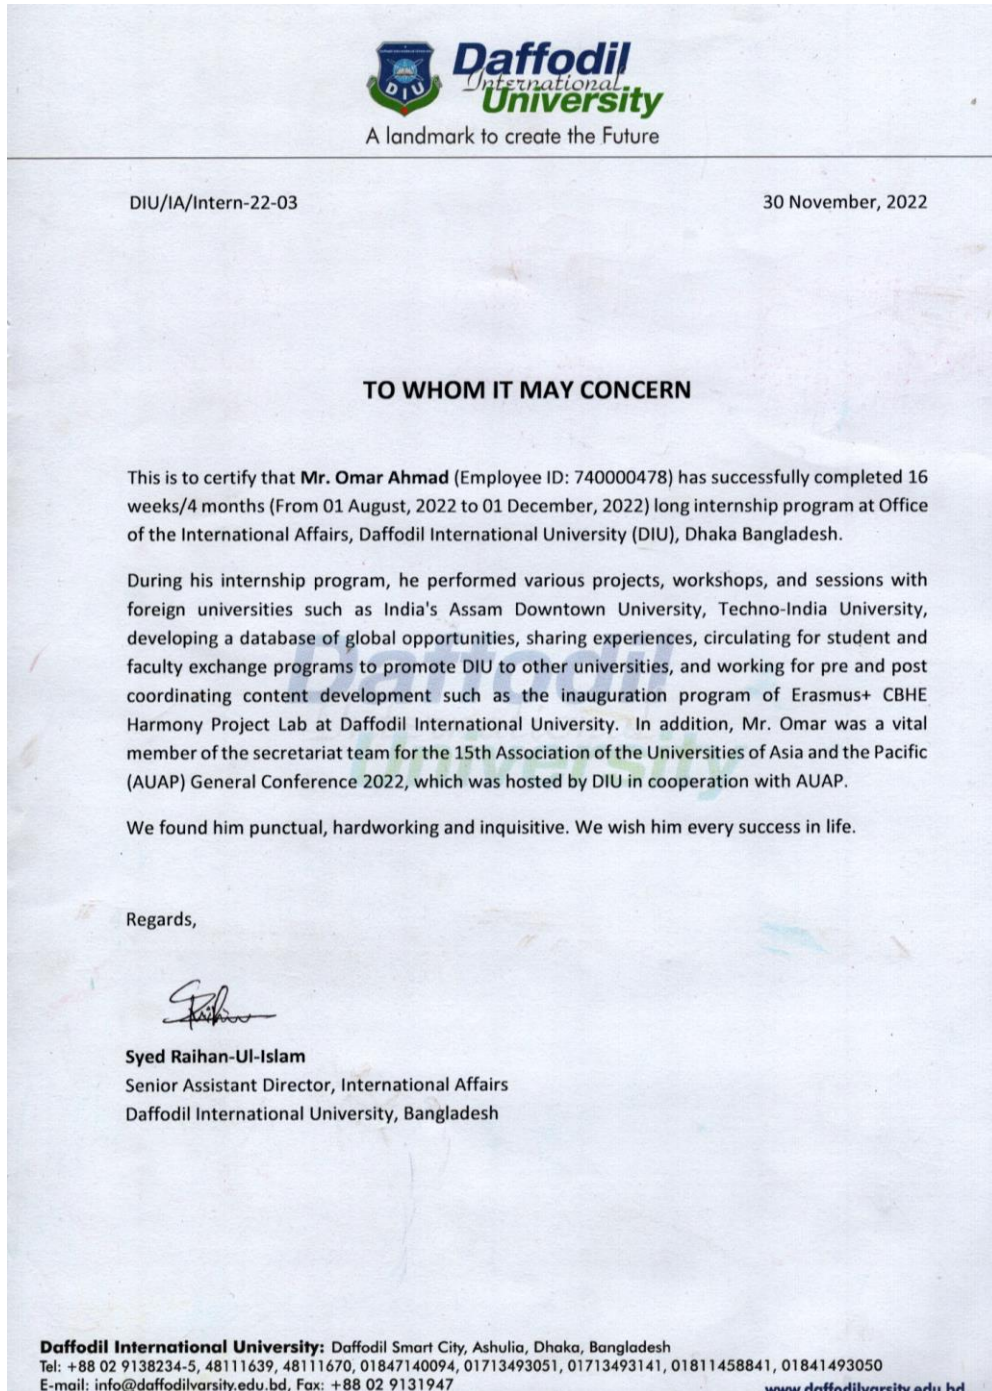 Daffodil
International
University
DIU
A landmark to create the Future
DIU/IA/Intern-22-03 30 November, 2022
TO WHOM IT MAY CONCERN
This is to certify that Mr. Omar Ahmad (Employee ID: 740000478) has successfully completed 16
weeks/4 months (From 01 August, 2022 to 01 December, 2022) long internship program at Office
of the International Affairs, Daffodil International University (DIU), Dhaka Bangladesh.
During his internship program, he performed various projects, workshops, and sessions with
foreign universities such as India's Assam Downtown University, Techno-India University,
developing a database of global opportunities, sharing experiences, circulating for student and
faculty exchange programs to promote DIU to other universities, and working for pre and post
coordinating content development such as the inauguration program of Erasmus+ CBHE
Harmony Project Lab at Daffodil International University. In addition, Mr. Omar was a vital
member of the secretariat team for the 15th Association of the Universities of Asia and the Pacific
(AUAP) General Conference 2022, which was hosted by DIU in cooperation with AUAP.
Daffodil
University
We found him punctual, hardworking and inquisitive. We wish him every success in life.
Regards,
Syed Raihan-Ul-Islam
Senior Assistant Director, International Affairs
Daffodil International University, Bangladesh
Daffodil International University: Daffodil Smart City, Ashulia, Dhaka, Bangladesh
Tel: +88 02 9138234-5, 48111639, 48111670, 01847140094, 01713493051, 01713493141, 01811458841, 01841493050
E-mail: info@daffodilvarsity.edu.bd, Fax: +88 02 9131947 www.daffodilvarsity.edu.bd